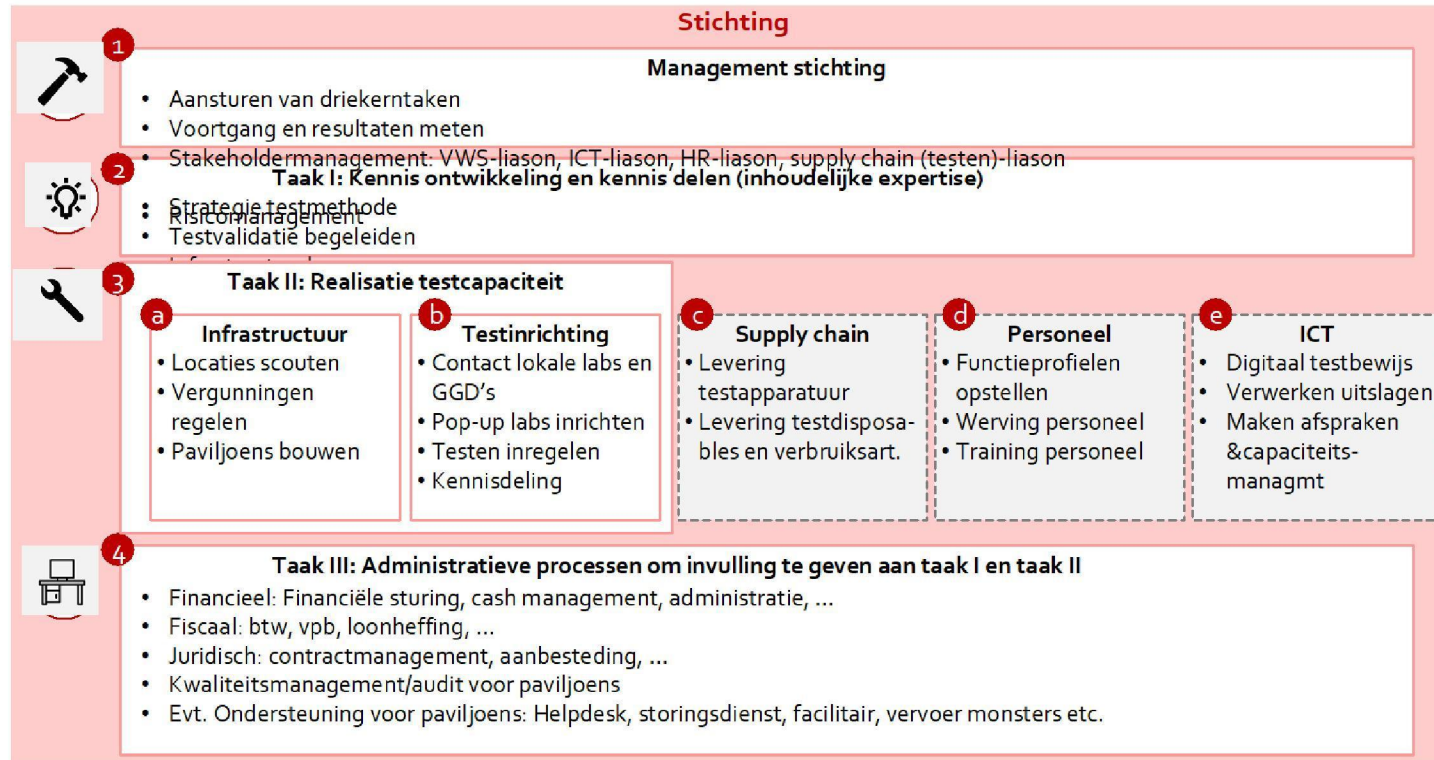 Stichting
1
Management stichting
• Aansturen van driekerntaken
• Voortgang en resultaten meten
• Stakeholdermanagement: VWS-liason, ICT-liason, HR-liason, supply chain (testen)-liason
2
Taak I: Kennis ontwikkeling en kennis delen (inhoudelijke expertise)
• Strategie testmethode
• Risicomanagement
• Testvalidatie begeleiden
3
Taak II: Realisatie testcapaciteit
a
Infrastructuur
• Locaties scouten
• Vergunningen
regelen
• Paviljoens bouwen
b
Testinrichting
• Contact lokale labs en
GGD's
• Pop-up labs inrichten
• Testen inregelen
• Kennisdeling
c
Supply chain
• Levering
testapparatuur
• Levering testdisposa-
bles en verbruiksart.
d
Personeel
• Functieprofielen
opstellen
• Werving personeel
• Training personeel
e
ICT
• Digitaal testbewijs
• Verwerken uitslagen
• Maken afspraken
&capaciteits-
managmt
4
Taak III: Administratieve processen om invulling te geven aan taak I en taak II
• Financieel: Financiële sturing, cash management, administratie, ...
• Fiscaal: btw, vpb, loonheffing, ...
• Juridisch: contractmanagement, aanbesteding, ...
• Kwaliteitsmanagement/audit voor paviljoens
• Evt. Ondersteuning voor paviljoens: Helpdesk, storingsdienst, facilitair, vervoer monsters etc.